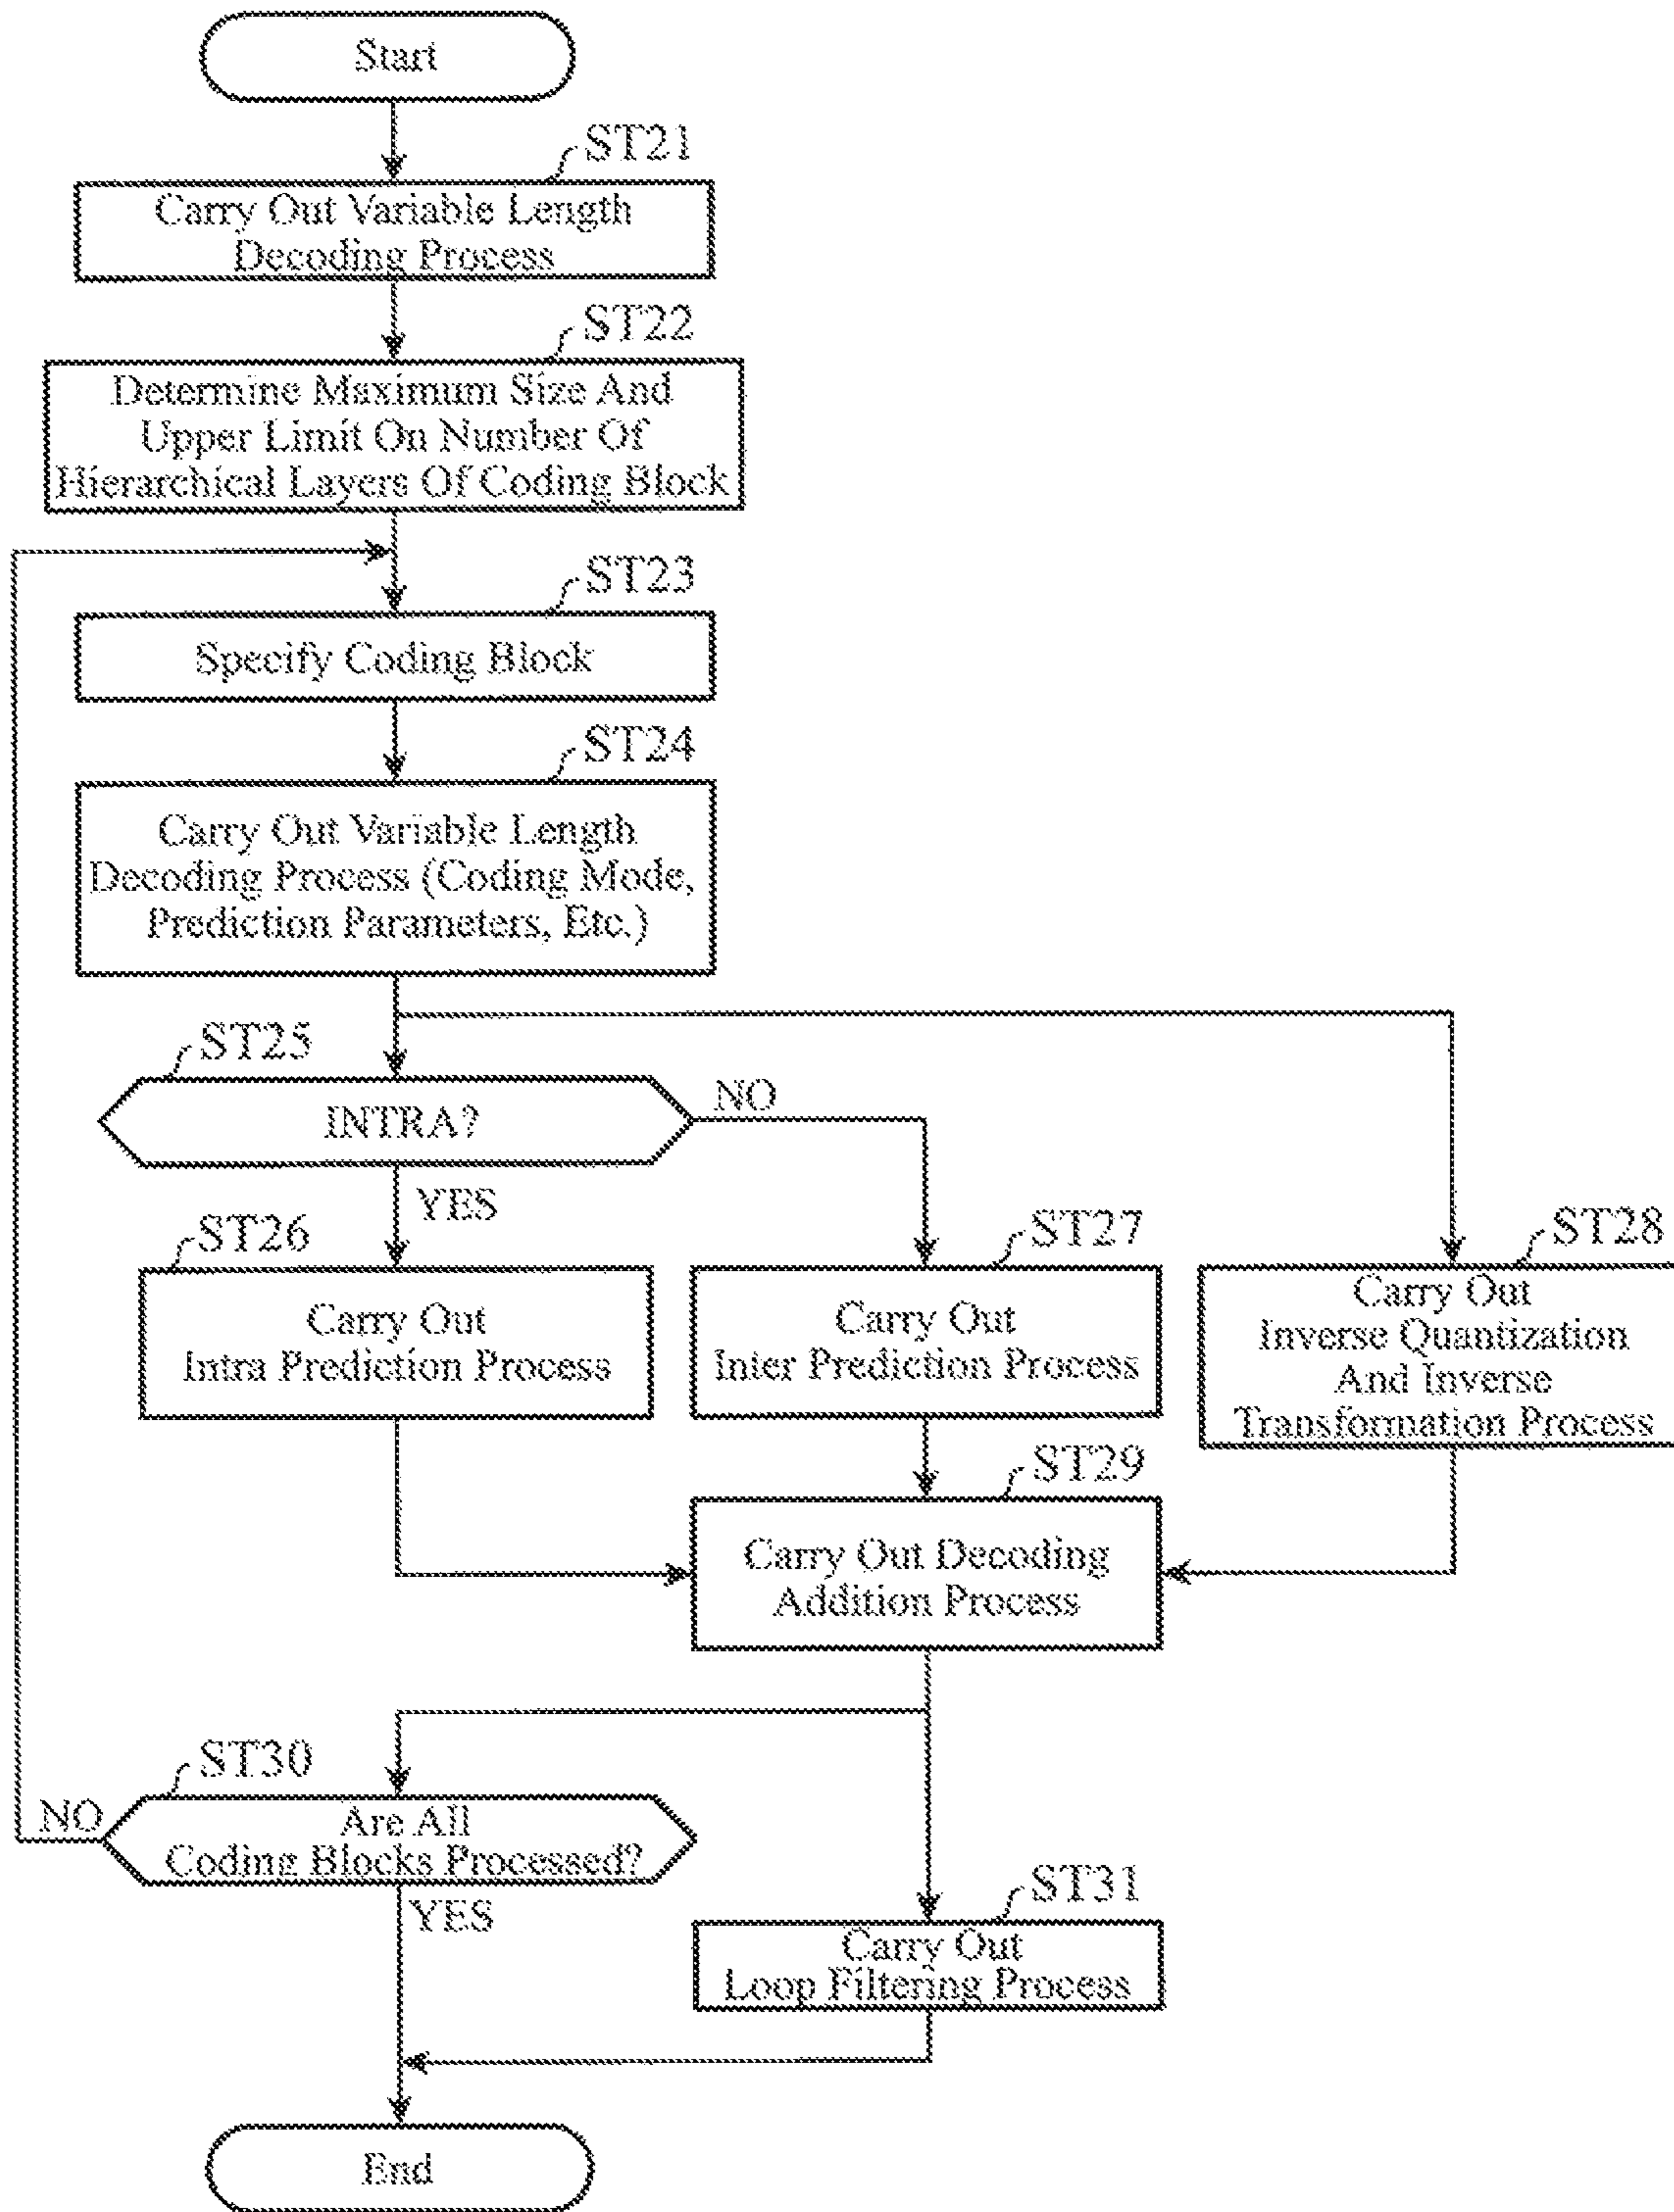 Start
ST21
Carry Out Variable Length
Decoding Process
ST22
Determine Maximum Size And
Upper Limit On Number Of
Hierarchical Layers Of Coding Block
ST23
Specify Coding Block
ST24
Carry Out Variable Length
Decoding Process (Coding Mode,
Prediction Parameters, Etc.)
ST25
INTRA?
NO
YES
ST26
Carry Out
Intra Prediction Process
ST27
Carry Out
Inter Prediction Process
ST28
Carry Out
Inverse Quantization
And Inverse
Transformation Process
ST29
Carry Out Decoding
Addition Process
ST30
NO
Are All
Coding Blocks Processed?
YES
ST31
Carry Out
Loop Filtering Process
End